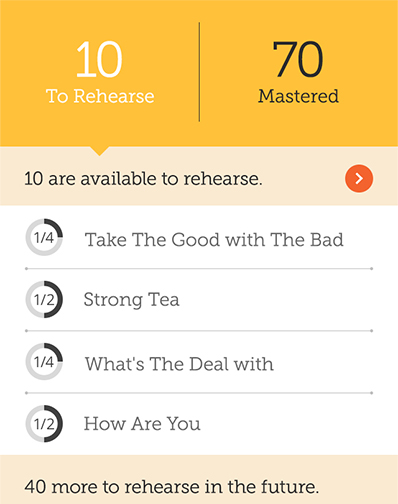 10
To Rehearse
70
Mastered
10 are available to rehearse.
1/4
Take The Good with The Bad
1/2
Strong Tea
1/4
What's The Deal with
1/2
How Are You
40 more to rehearse in the future.